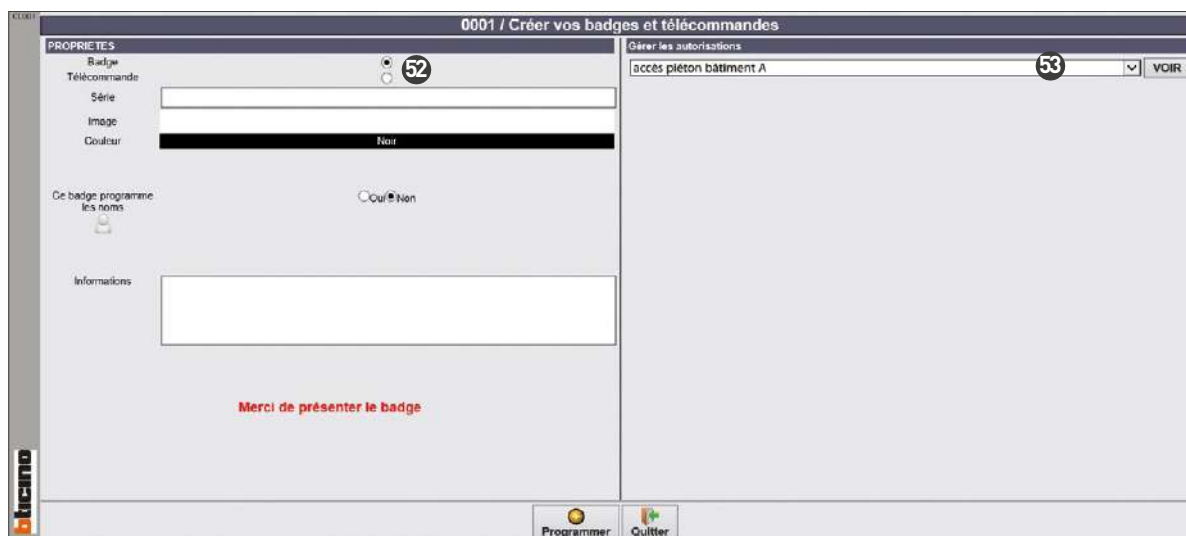 CL001
0001 / Créer vos badges et télécommandes
PROPRIETES
Badge
52
Télécommande
Série
Image
Couleur
Noir
Ce badge programme
les noms
Oui Non
Informations
Merci de présenter le badge
Gérer les autorisations
accès piéton bâtiment A
53
VOIR
bticino
Programmer
Quitter